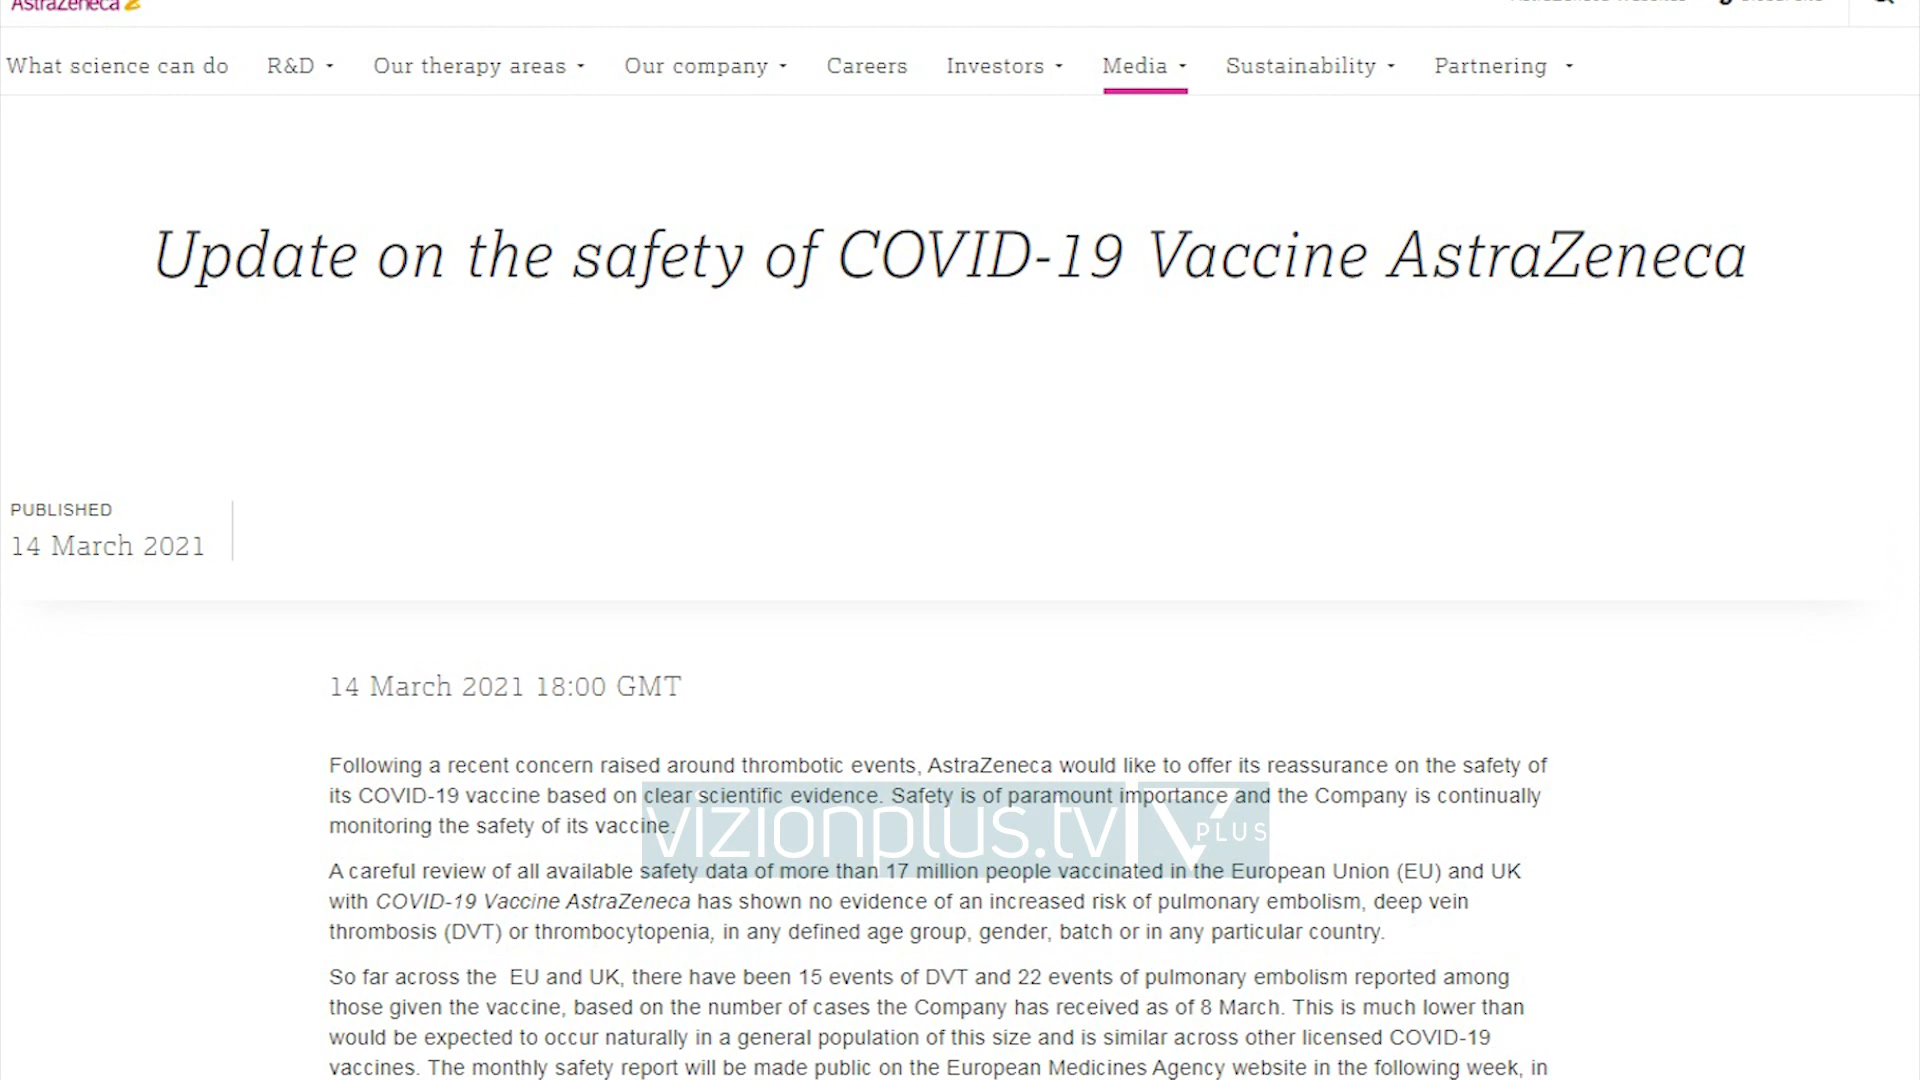 AstraZeneca
What science can do R&D Our therapy areas Our company Careers Investors Media Sustainability Partnering
Update on the safety of COVID-19 Vaccine AstraZeneca
PUBLISHED
14 March 2021
14 March 2021 18:00 GMT
Following a recent concern raised around thrombotic events, AstraZeneca would like to offer its reassurance on the safety of
its COVID-19 vaccine based on clear scientific evidence. Safety is of paramount importance and the Company is continually
monitoring the safety of its vaccine.
vizionplus.tv PLUS
A careful review of all available safety data of more than 17 million people vaccinated in the European Union (EU) and UK
with COVID-19 Vaccine AstraZeneca has shown no evidence of an increased risk of pulmonary embolism, deep vein
thrombosis (DVT) or thrombocytopenia, in any defined age group, gender, batch or in any particular country.
So far across the EU and UK, there have been 15 events of DVT and 22 events of pulmonary embolism reported among
those given the vaccine, based on the number of cases the Company has received as of 8 March. This is much lower than
would be expected to occur naturally in a general population of this size and is similar across other licensed COVID-19
vaccines. The monthly safety report will be made public on the European Medicines Agency website in the following week, in